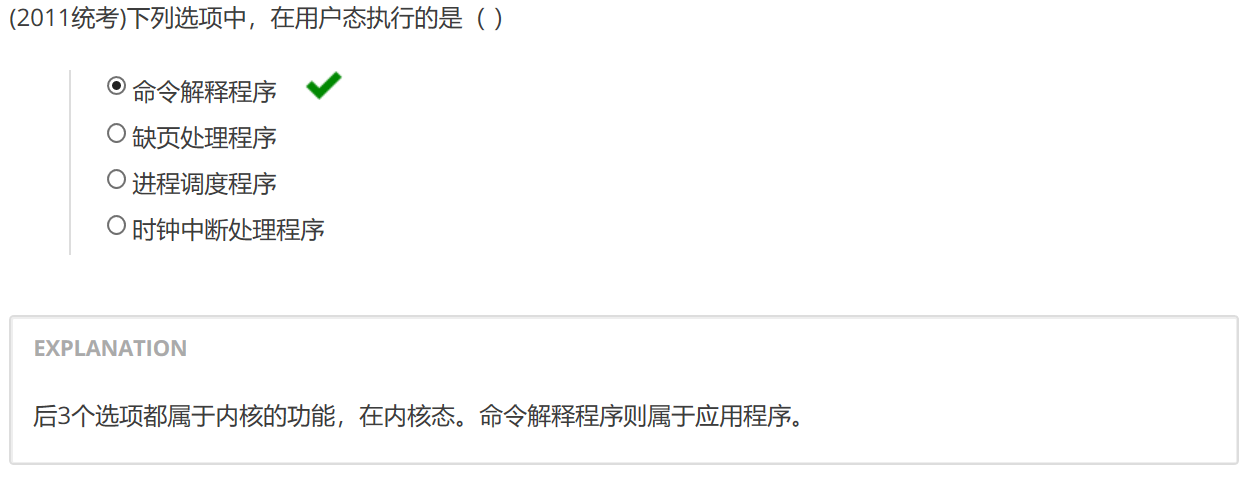 (2011统考)下列选项中，在用户态执行的是（ ）
命令解释程序
缺页处理程序
进程调度程序
时钟中断处理程序
EXPLANATION
后3个选项都属于内核的功能，在内核态。命令解释程序则属于应用程序。